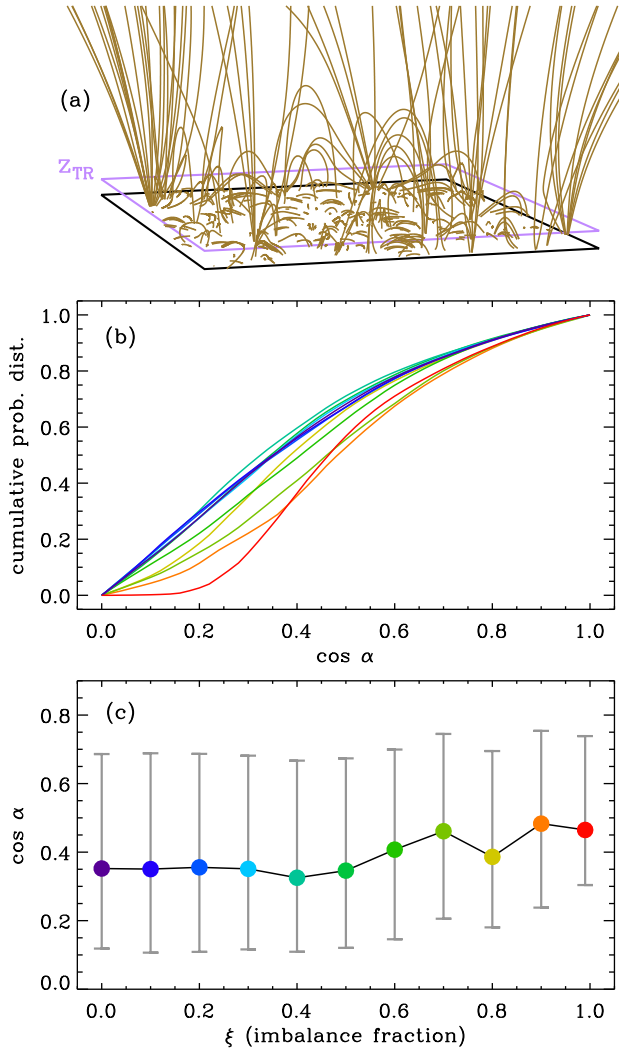 (a)
Z_TR
(b)
1.0
0.8
0.6
0.4
0.2
0.0
cumulative prob. dist.
0.0 0.2 0.4 0.6 0.8 1.0
cos α
(c)
0.8
0.6
0.4
0.2
0.0
cos α
0.0 0.2 0.4 0.6 0.8 1.0
ξ (imbalance fraction)